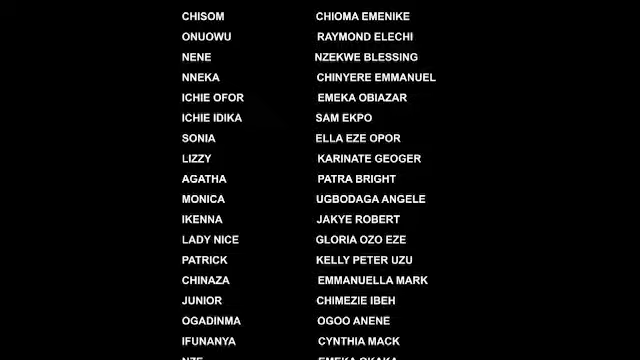 CHISOM CHIOMA EMENIKE
ONUOWU RAYMOND ELECHI
NENE NZEKWE BLESSING
NNEKA CHINYERE EMMANUEL
ICHIE OFOR EMEKA OBIAZAR
ICHIE IDIKA SAM EKPO
SONIA ELLA EZE OPOR
LIZZY KARINATE GEOGER
AGATHA PATRA BRIGHT
MONICA UGBODAGA ANGELE
IKENNA JAKYE ROBERT
LADY NICE GLORIA OZO EZE
PATRICK KELLY PETER UZU
CHINAZA EMMANUELLA MARK
JUNIOR CHIMEZIE IBEH
OGADINMA OGOO ANENE
IFUNANYA CYNTHIA MACK
NZE EMEKA OKAKA